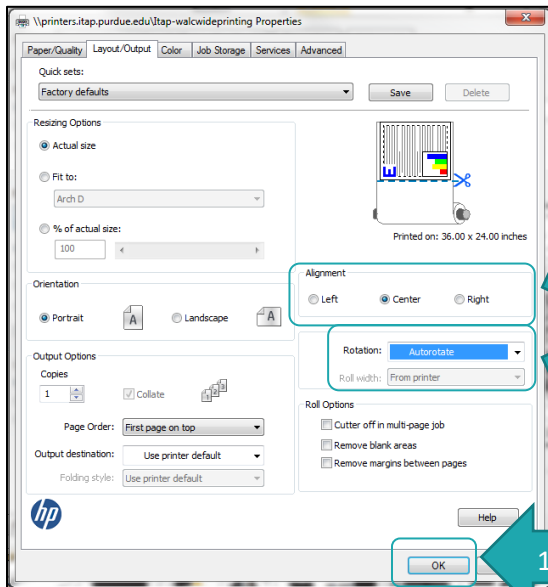 \\printers.itap.purdue.edu\Itap-walcwideprinting Properties
Paper/Quality Layout/Output Color Job Storage Services Advanced
Quick sets:
Factory defaults Save Delete
Resizing Options
Actual size
Fit to:
Arch D
% of actual size:
100
E
Printed on: 36.00 x 24.00 inches
Orientation
Portrait A Landscape A
Alignment
Left Center Right
Rotation: Autorotate
Roll width: From printer
Output Options
Copies
1 Collate
Page Order: First page on top
Output destination: Use printer default
Folding style: Use printer default
Roll Options
Cutter off in multi-page job
Remove blank areas
Remove margins between pages
hp
Help
OK 1